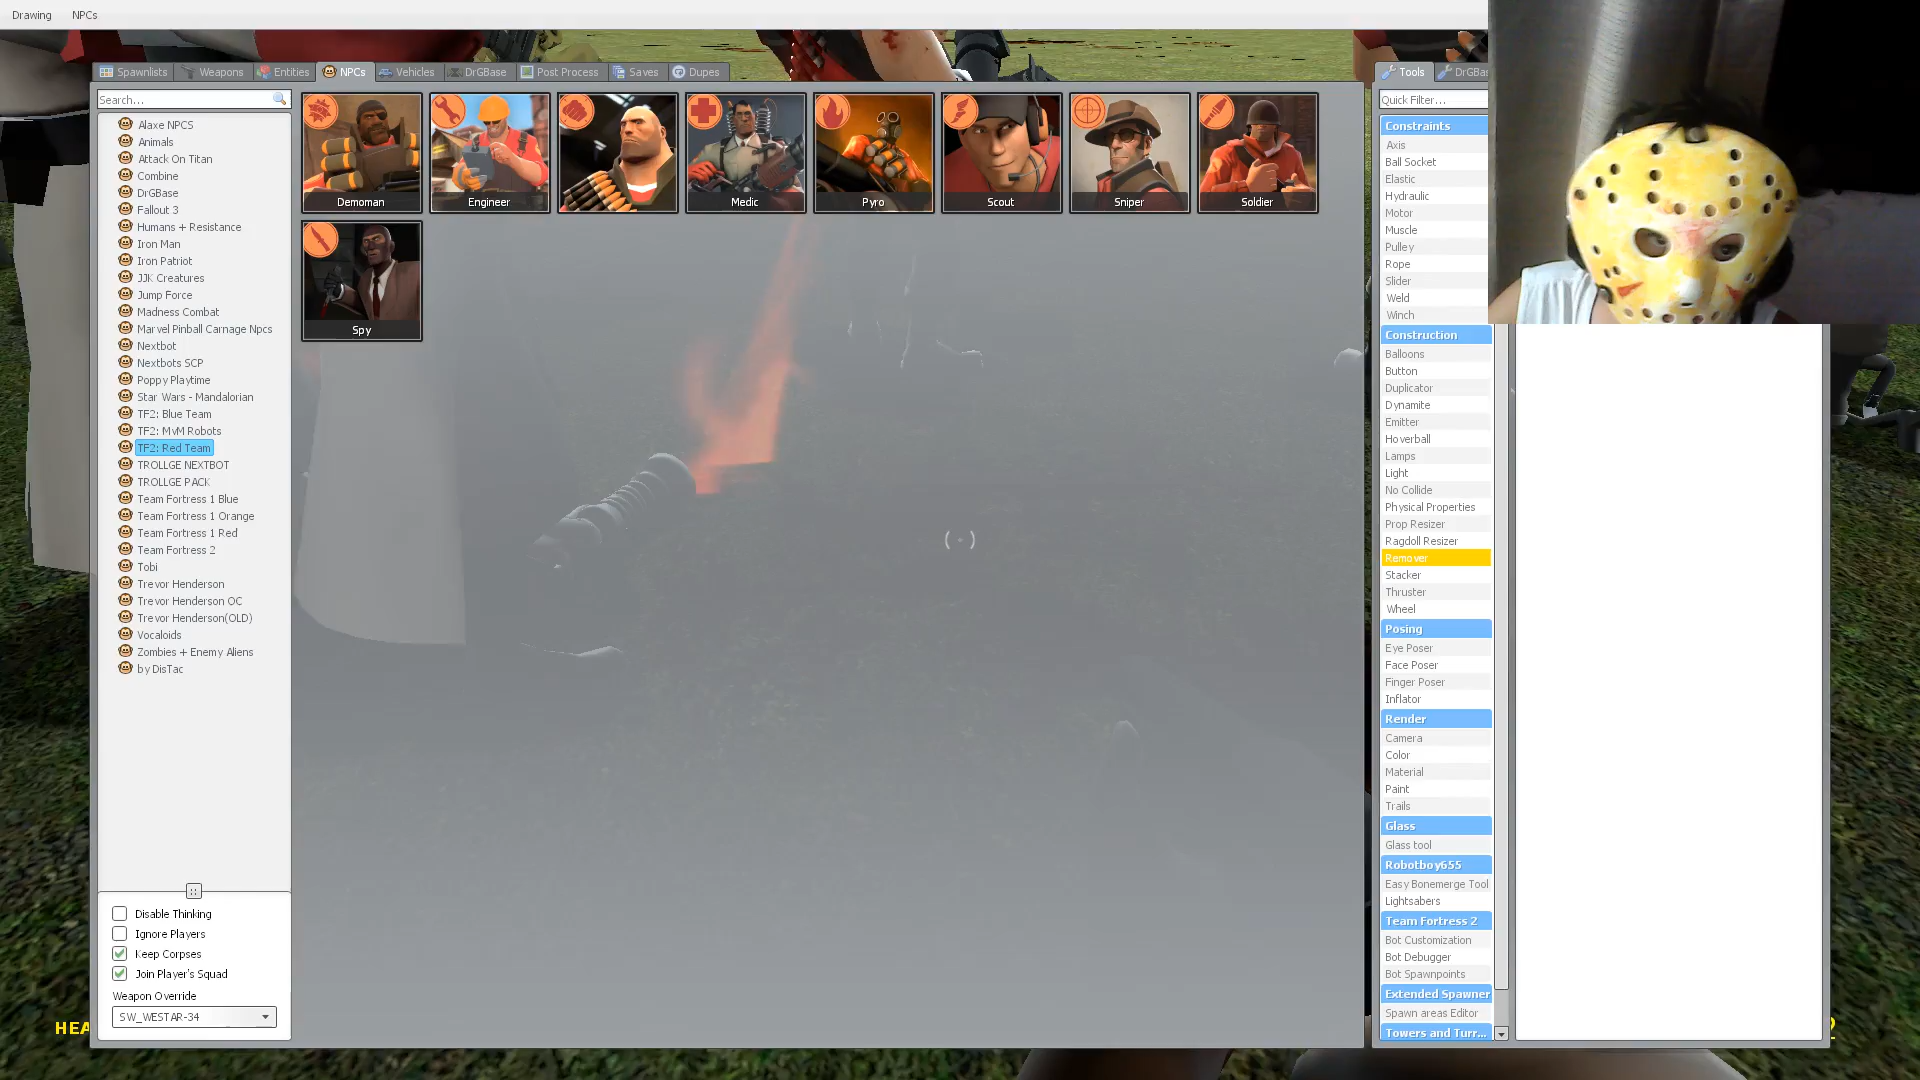 Drawing NPCs
Spawnlists Weapons Entities NPCs Vehicles DrGBase Post Process Saves Dupes
Tools DrGBas
Search...
Alaxe NPCS
Animals
Attack On Titan
Combine
DrGBase
Fallout 3
Humans + Resistance
Iron Man
Iron Patriot
JJK Creatures
Jump Force
Madness Combat
Marvel Pinball Carnage Npcs
Nextbot
Nextbots SCP
Poppy Playtime
Star Wars - Mandalorian
TF2: Blue Team
TF2: MvM Robots
TF2: Red Team
TROLLGE NEXTBOT
TROLLGE PACK
Team Fortress 1 Blue
Team Fortress 1 Orange
Team Fortress 1 Red
Team Fortress 2
Tobi
Trevor Henderson
Trevor Henderson OC
Trevor Henderson(OLD)
Vocaloids
Zombies + Enemy Aliens
by DisTac
Disable Thinking
Ignore Players
Keep Corpses
Join Player's Squad
Weapon Override
SW_WESTAR-34
HEA
Demoman Engineer Medic Pyro Scout Sniper Soldier
Spy
Quick Filter...
Constraints
Axis
Ball Socket
Elastic
Hydraulic
Motor
Muscle
Pulley
Rope
Slider
Weld
Winch
Construction
Balloons
Button
Duplicator
Dynamite
Emitter
Hoverball
Lamps
Light
No Collide
Physical Properties
Prop Resizer
Ragdoll Resizer
Remover
Stacker
Thruster
Wheel
Posing
Eye Poser
Face Poser
Finger Poser
Inflator
Render
Camera
Color
Material
Paint
Trails
Glass
Glass tool
Robotboy655
Easy Bonemerge Tool
Lightsabers
Team Fortress 2
Bot Customization
Bot Debugger
Bot Spawnpoints
Extended Spawner
Spawn areas Editor
Towers and Turr...